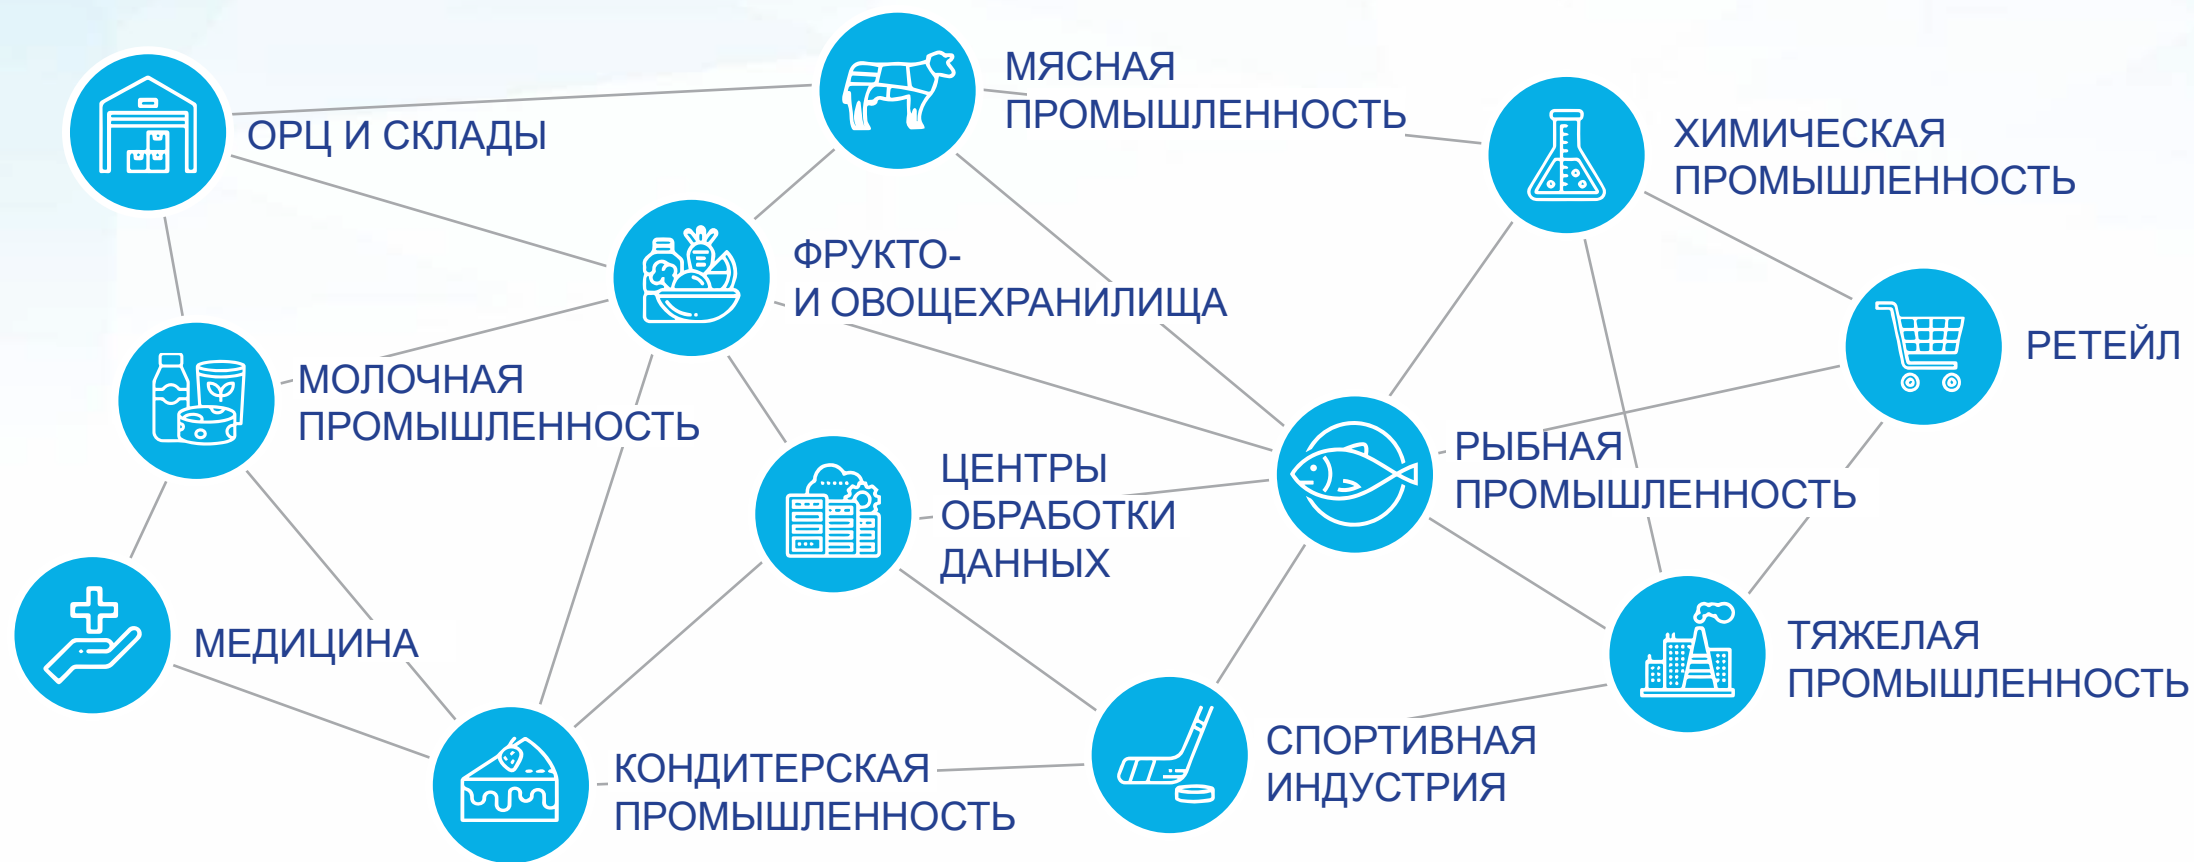 МЯСНАЯ
ПРОМЫШЛЕННОСТЬ
ОРЦ И СКЛАДЫ
ХИМИЧЕСКАЯ
ПРОМЫШЛЕННОСТЬ
ФРУКТО-
И ОВОЩЕХРАНИЛИЩА
РЕТЕЙЛ
МОЛОЧНАЯ
ПРОМЫШЛЕННОСТЬ
ЦЕНТРЫ
ОБРАБОТКИ
ДАННЫХ
РЫБНАЯ
ПРОМЫШЛЕННОСТЬ
МЕДИЦИНА
ТЯЖЕЛАЯ
ПРОМЫШЛЕННОСТЬ
КОНДИТЕРСКАЯ
ПРОМЫШЛЕННОСТЬ
СПОРТИВНАЯ
ИНДУСТРИЯ